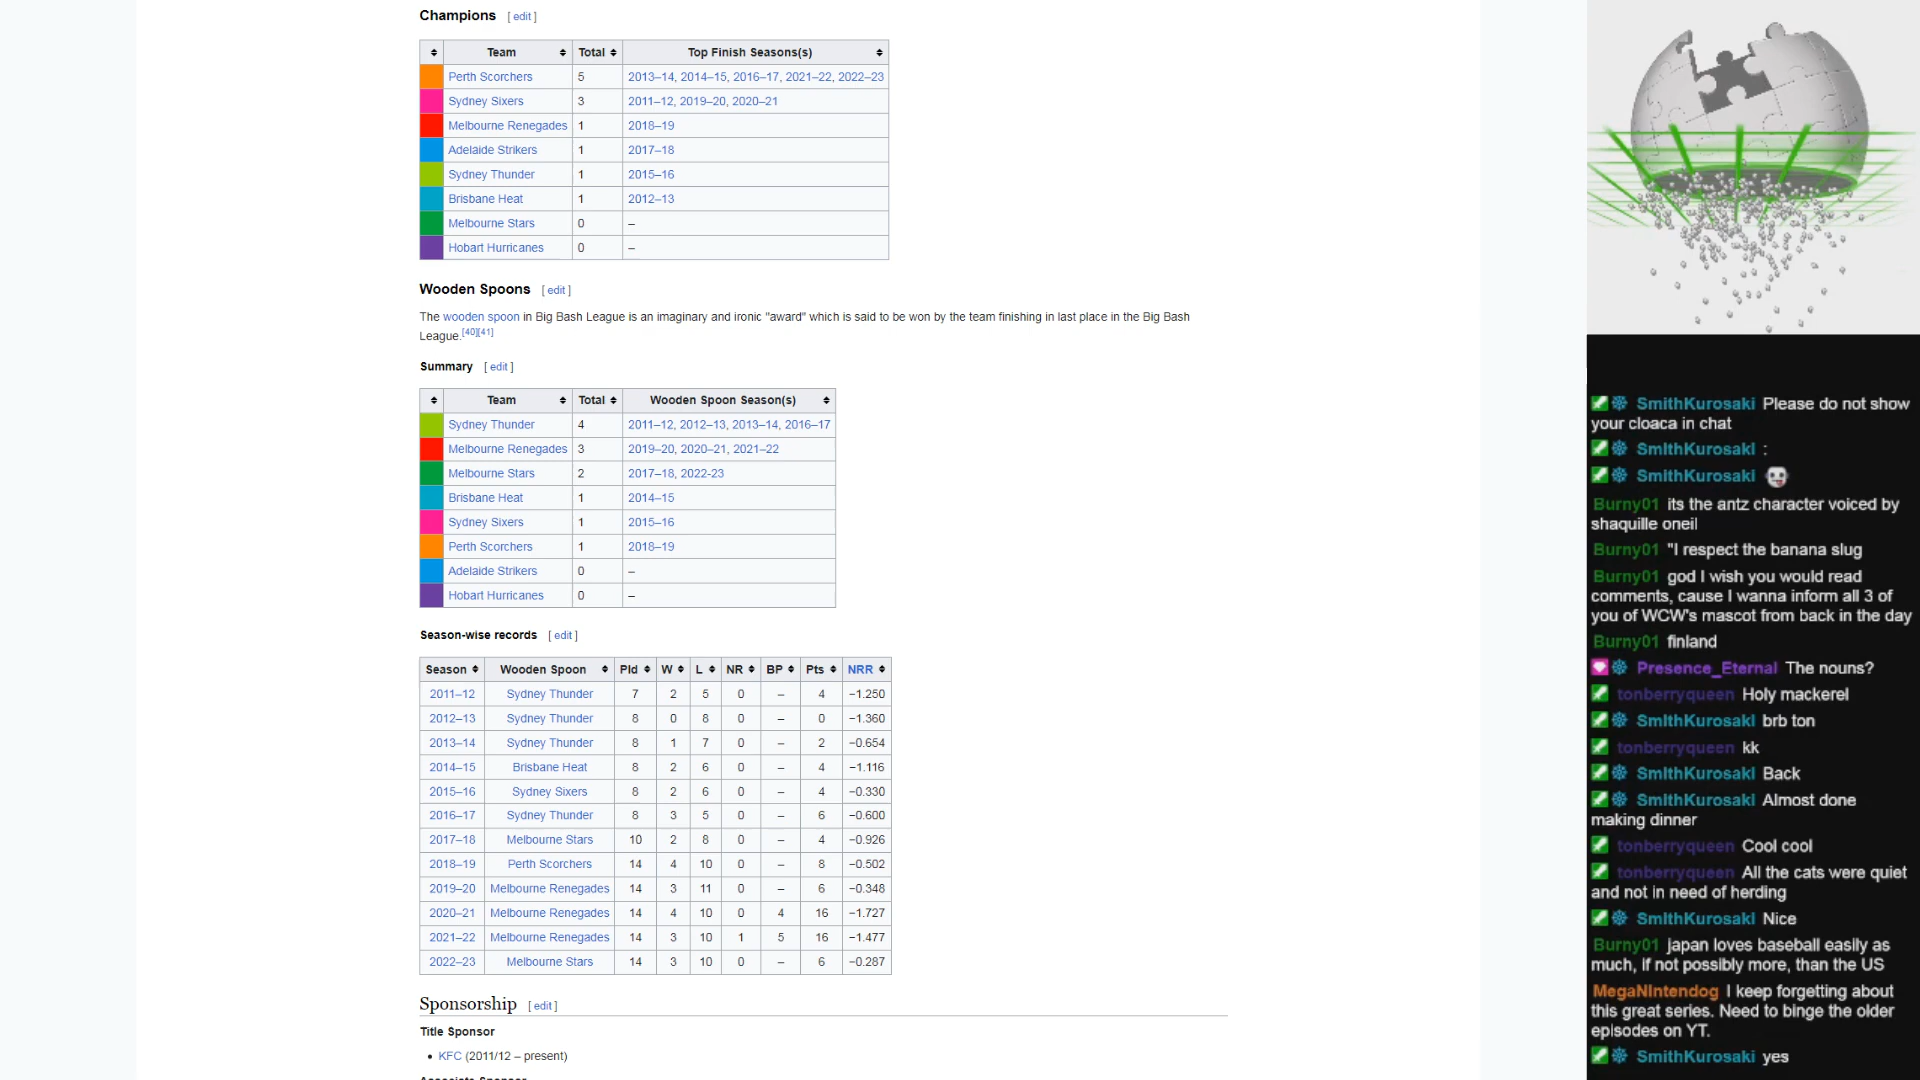 Champions [ edit ]
Team Total Top Finish Seasons(s)
Perth Scorchers 5 2013–14, 2014–15, 2016–17, 2021–22, 2022–23
Sydney Sixers 3 2011–12, 2019–20, 2020–21
Melbourne Renegades 1 2018–19
Adelaide Strikers 1 2017–18
Sydney Thunder 1 2015–16
Brisbane Heat 1 2012–13
Melbourne Stars 0 –
Hobart Hurricanes 0 –
Wooden Spoons [ edit ]
The wooden spoon in Big Bash League is an imaginary and ironic "award" which is said to be won by the team finishing in last place in the Big Bash
League.[40][41]
Summary [ edit ]
Team Total Wooden Spoon Season(s)
Sydney Thunder 4 2011–12, 2012–13, 2013–14, 2016–17
Melbourne Renegades 3 2019–20, 2020–21, 2021–22
Melbourne Stars 2 2017–18, 2022-23
Brisbane Heat 1 2014–15
Sydney Sixers 1 2015–16
Perth Scorchers 1 2018–19
Adelaide Strikers 0 –
Hobart Hurricanes 0 –
Season-wise records [ edit ]
Season Wooden Spoon Pld W L NR BP Pts NRR
2011–12 Sydney Thunder 7 2 5 0 – 4 −1.250
2012–13 Sydney Thunder 8 0 8 0 – 0 −1.360
2013–14 Sydney Thunder 8 1 7 0 – 2 −0.654
2014–15 Brisbane Heat 8 2 6 0 – 4 −1.116
2015–16 Sydney Sixers 8 2 6 0 – 4 −0.330
2016–17 Sydney Thunder 8 3 5 0 – 6 −0.600
2017–18 Melbourne Stars 10 2 8 0 – 4 −0.926
2018–19 Perth Scorchers 14 4 10 0 – 8 −0.502
2019–20 Melbourne Renegades 14 3 11 0 – 6 −0.348
2020–21 Melbourne Renegades 14 4 10 0 4 16 −1.727
2021–22 Melbourne Renegades 14 3 10 1 5 16 −1.477
2022–23 Melbourne Stars 14 3 10 0 – 6 −0.287
Sponsorship [ edit ]
Title Sponsor
• KFC (2011/12 – present)
Associate Sponsor
SmithKurosaki Please do not show
your cloaca in chat
SmithKurosaki :
SmithKurosaki
Burny01 its the antz character voiced by
shaquille oneil
Burny01 "I respect the banana slug
Burny01 god I wish you would read
comments, cause I wanna inform all 3 of
you of WCW's mascot from back in the day
Burny01 finland
Presence_Eternal The nouns?
tonberryqueen Holy mackerel
SmithKurosaki brb ton
tonberryqueen kk
SmithKurosaki Back
SmithKurosaki Almost done
making dinner
tonberryqueen Cool cool
tonberryqueen All the cats were quiet
and not in need of herding
SmithKurosaki Nice
Burny01 japan loves baseball easily as
much, if not possibly more, than the US
MegaNintendog I keep forgetting about
this great series. Need to binge the older
episodes on YT.
SmithKurosaki yes